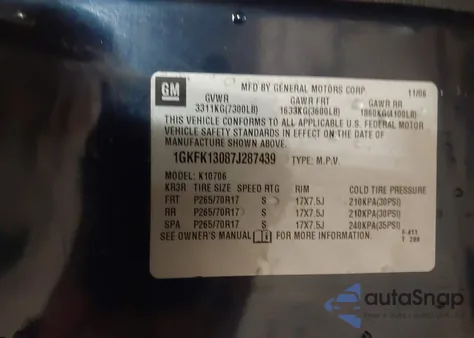 GM
MFD BY GENERAL MOTORS CORP. 11/06
GVWR GAWR FRT GAWR RR
3311KG(7300LB) 1633KG(3600LB) 1860KG(4100LB)
THIS VEHICLE CONFORMS TO ALL APPLICABLE U.S. FEDERAL MOTOR
VEHICLE SAFETY STANDARDS IN EFFECT ON THE DATE OF
MANUFACTURE SHOWN ABOVE.
1GKFK13087J287439 TYPE: M.P.V.
MODEL: K10706
KR3R TIRE SIZE SPEED RTG RIM COLD TIRE PRESSURE
FRT P265/70R17 S 17X7.5J 210KPA(30PSI)
RR P265/70R17 S 17X7.5J 210KPA(30PSI)
SPA P265/70R17 S 17X7.5J 240KPA(35PSI)
SEE OWNER'S MANUAL FOR MORE INFORMATION.
autoSnap